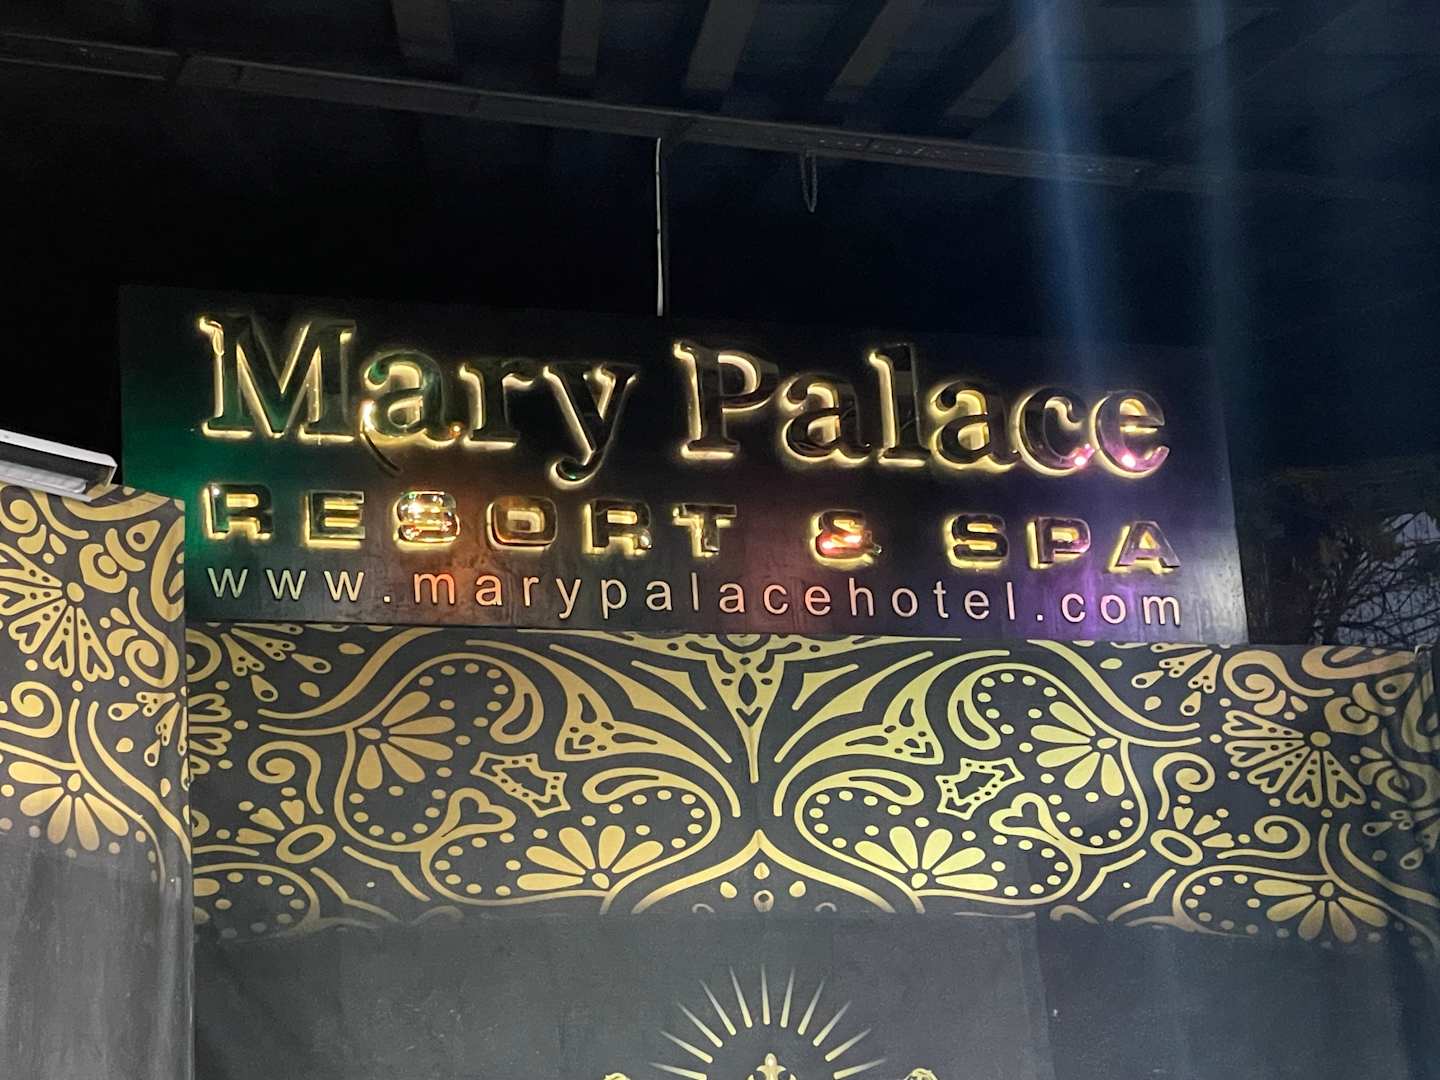 Mary Palace
RESORT & SPA
www.marypalacehotel.com